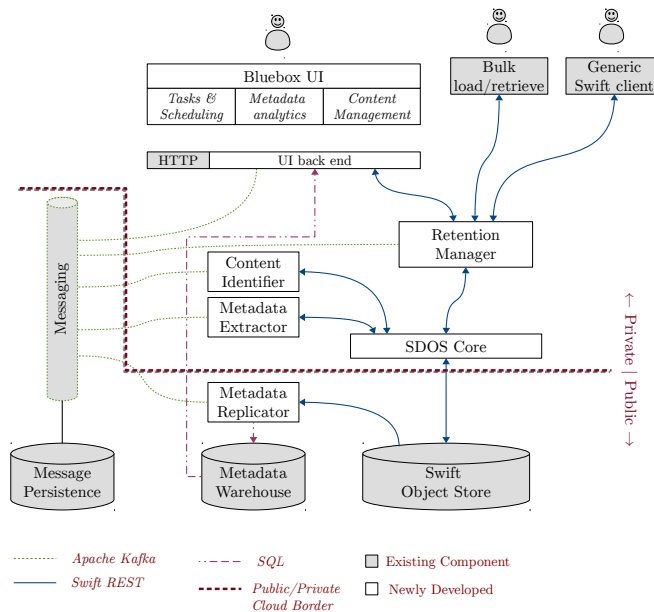 Bluebox UI
Tasks &
Scheduling
Metadata
analytics
Content
Management
Bulk
load/retrieve
Generic
Swift client
HTTP
UI back end
Retention
Manager
Messaging
Content
Identifier
Metadata
Extractor
SDOS Core
← Private | Public →
Metadata
Replicator
Message
Persistence
Metadata
Warehouse
Swift
Object Store
Apache Kafka
Swift REST
SQL
Public/Private
Cloud Border
Existing Component
Newly Developed